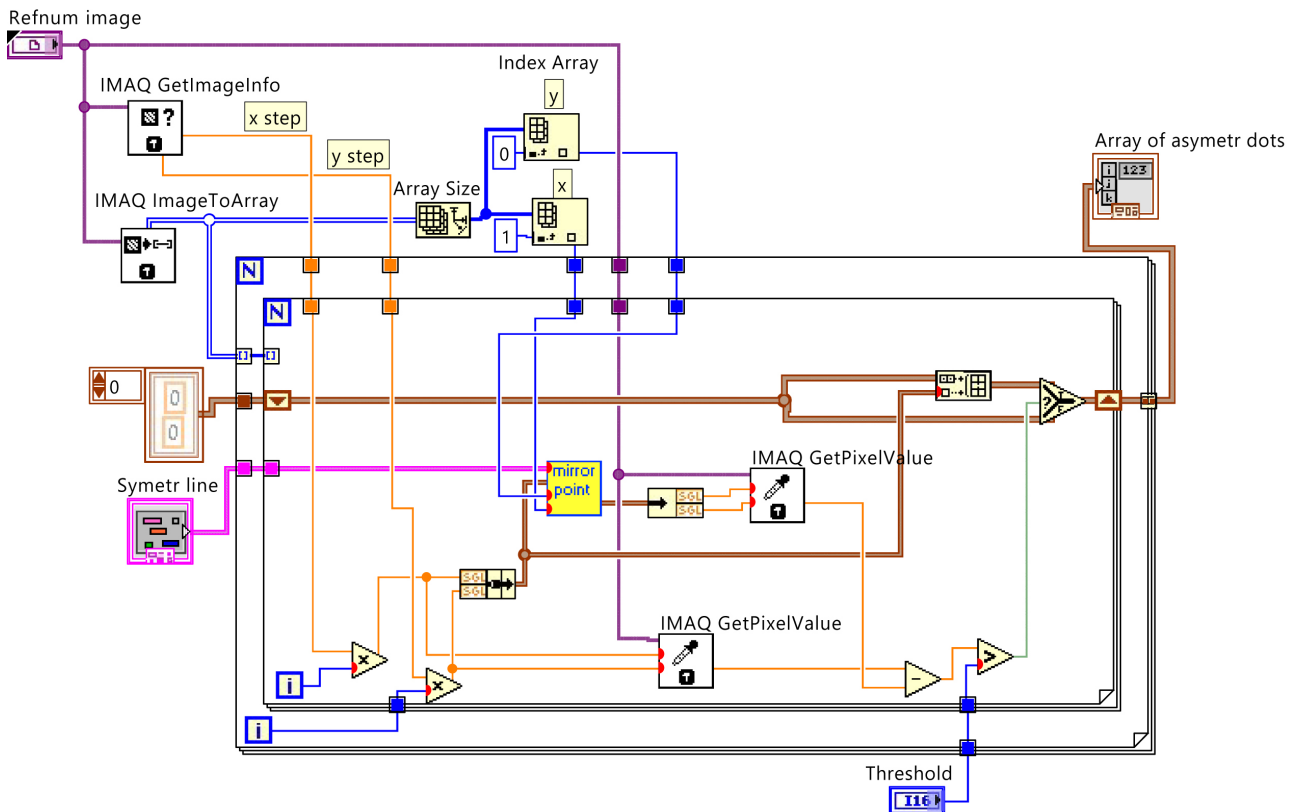 Refnum image
Index Array
IMAQ GetImageInfo
y
?
x step
0
Array of asymetr dots
y step
123
i
j
k
x
Array Size
IMAQ ImageToArray
1
N
N
0
0
0
IMAQ GetPixelValue
mirror
point
Symetr line
SGL
SGL
SGL
SGL
IMAQ GetPixelValue
x
x
>
-
i
i
Threshold
I16